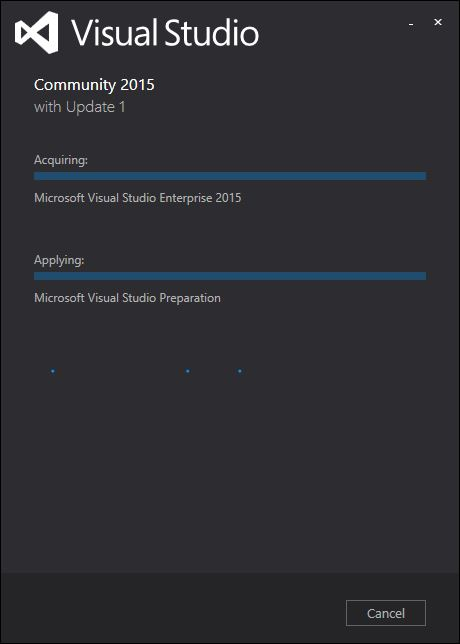 Visual Studio
Community 2015
with Update 1
Acquiring:
Microsoft Visual Studio Enterprise 2015
Applying:
Microsoft Visual Studio Preparation
Cancel